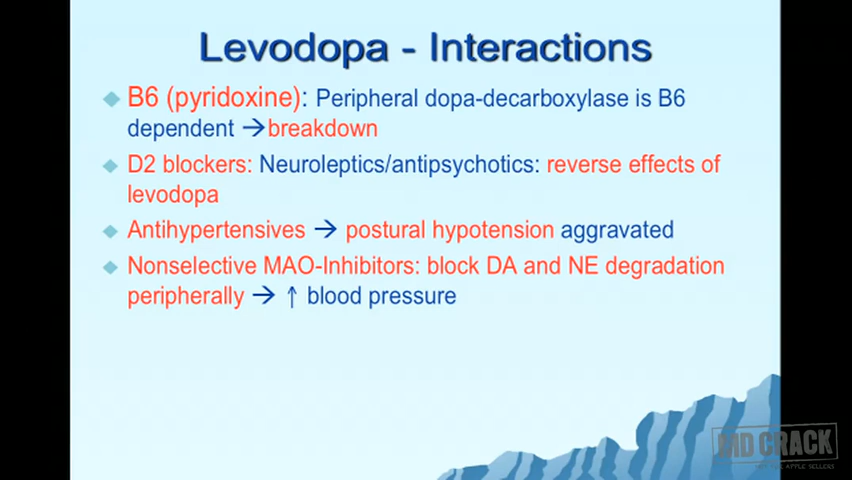 Levodopa - Interactions
B6 (pyridoxine): Peripheral dopa-decarboxylase is B6
dependent → breakdown
D2 blockers: Neuroleptics/antipsychotics: reverse effects of
levodopa
Antihypertensives → postural hypotension aggravated
Nonselective MAO-Inhibitors: block DA and NE degradation
peripherally → ↑ blood pressure
MD CRACK